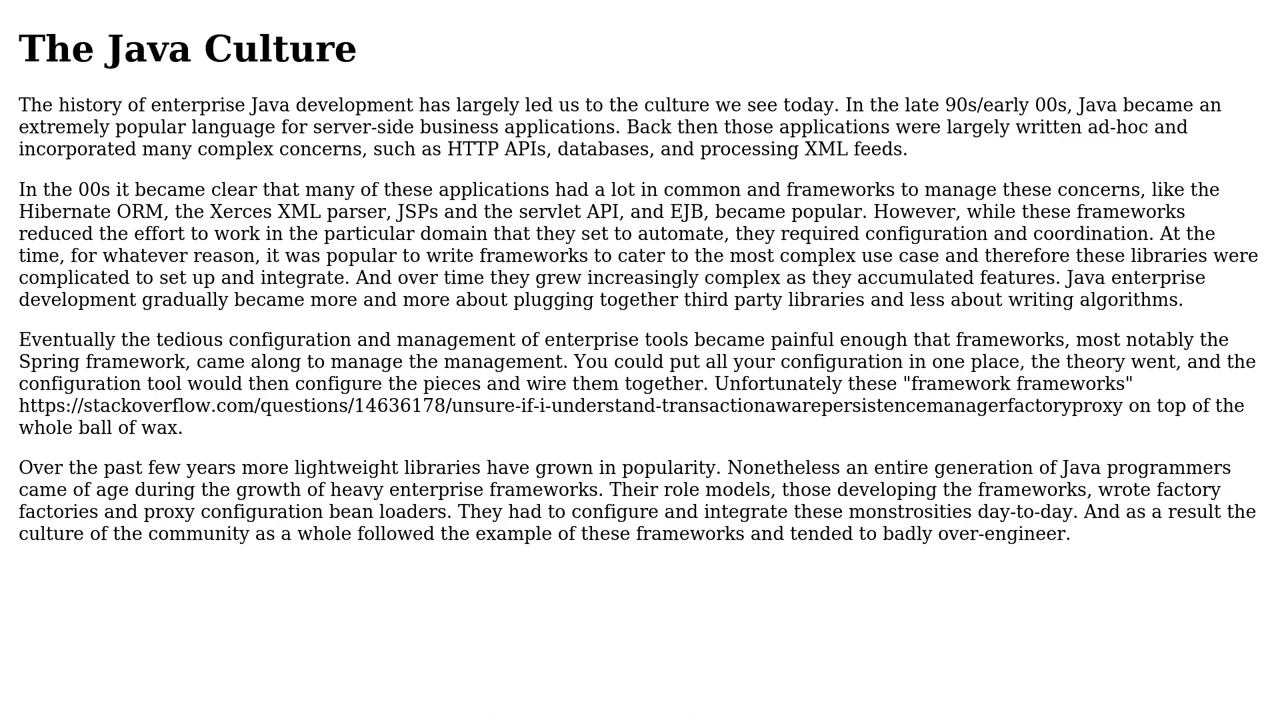 The Java Culture
The history of enterprise Java development has largely led us to the culture we see today. In the late 90s/early 00s, Java became an
extremely popular language for server-side business applications. Back then those applications were largely written ad-hoc and
incorporated many complex concerns, such as HTTP APIs, databases, and processing XML feeds.
In the 00s it became clear that many of these applications had a lot in common and frameworks to manage these concerns, like the
Hibernate ORM, the Xerces XML parser, JSPs and the servlet API, and EJB, became popular. However, while these frameworks
reduced the effort to work in the particular domain that they set to automate, they required configuration and coordination. At the
time, for whatever reason, it was popular to write frameworks to cater to the most complex use case and therefore these libraries were
complicated to set up and integrate. And over time they grew increasingly complex as they accumulated features. Java enterprise
development gradually became more and more about plugging together third party libraries and less about writing algorithms.
Eventually the tedious configuration and management of enterprise tools became painful enough that frameworks, most notably the
Spring framework, came along to manage the management. You could put all your configuration in one place, the theory went, and the
configuration tool would then configure the pieces and wire them together. Unfortunately these "framework frameworks"
https://stackoverflow.com/questions/14636178/unsure-if-i-understand-transactionawarepersistencemanagerfactoryproxy on top of the
whole ball of wax.
Over the past few years more lightweight libraries have grown in popularity. Nonetheless an entire generation of Java programmers
came of age during the growth of heavy enterprise frameworks. Their role models, those developing the frameworks, wrote factory
factories and proxy configuration bean loaders. They had to configure and integrate these monstrosities day-to-day. And as a result the
culture of the community as a whole followed the example of these frameworks and tended to badly over-engineer.